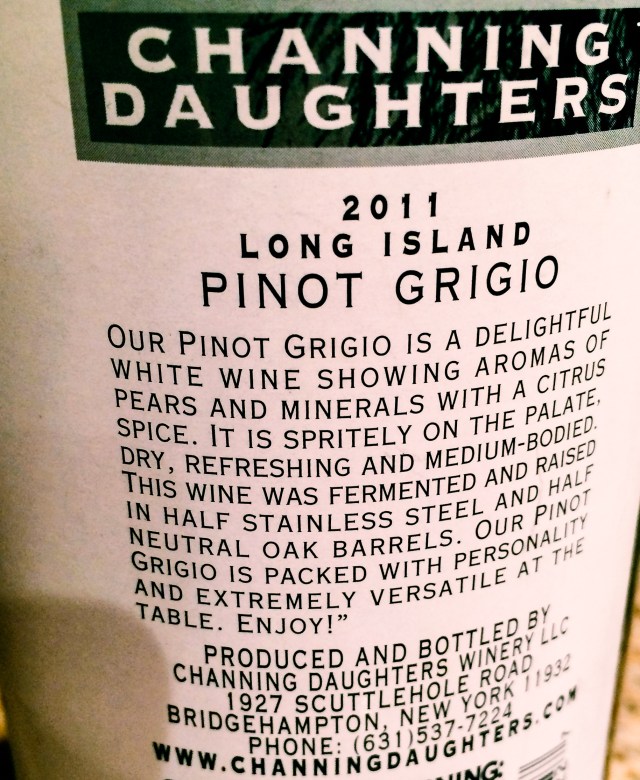 CHANNING
DAUGHTERS
2011
LONG ISLAND
PINOT GRIGIO
OUR PINOT GRIGIO IS A DELIGHTFUL
WHITE WINE SHOWING AROMAS OF
PEARS AND MINERALS WITH A CITRUS
SPICE. IT IS SPRITELY ON THE PALATE,
DRY, REFRESHING AND MEDIUM-BODIED.
THIS WINE WAS FERMENTED AND RAISED
IN HALF STAINLESS STEEL AND HALF
NEUTRAL OAK BARRELS. OUR PINOT
GRIGIO IS PACKED WITH PERSONALITY
AND EXTREMELY VERSATILE AT THE
TABLE. ENJOY!”
PRODUCED AND BOTTLED BY
CHANNING DAUGHTERS WINERY LLC
1927 SCUTTLEHOLE ROAD
BRIDGEHAMPTON, NEW YORK 11932
PHONE: (631)537-7224
WWW.CHANNINGDAUGHTERS.COM